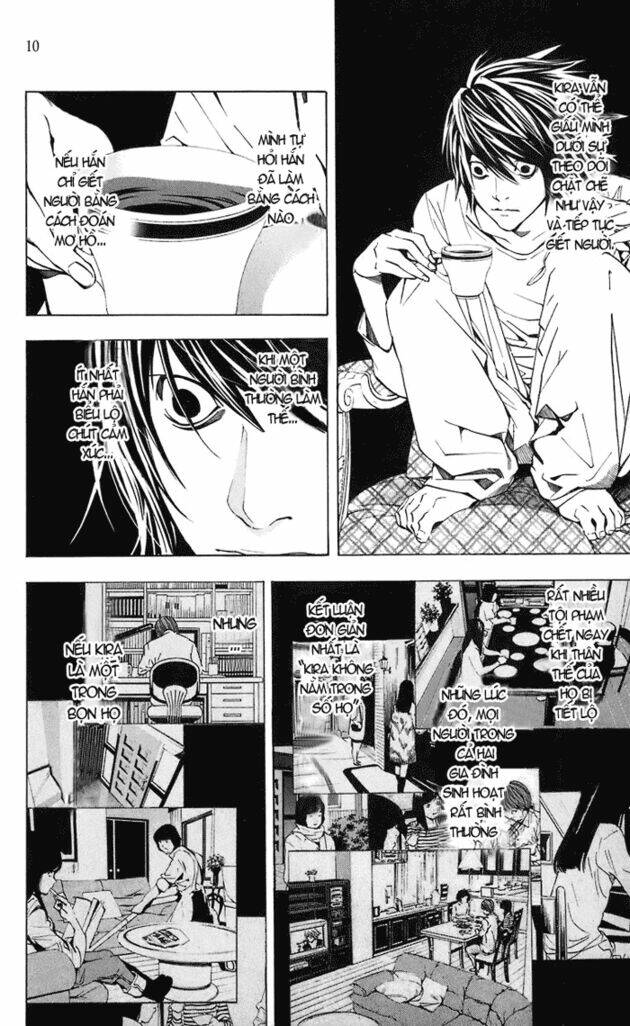 10
KIRA VẪN
CÓ THỂ
GIẤU MÌNH
DƯỚI SỰ
THEO DÕI
CHẶT CHẼ
NHƯ VẬY
VÀ TIẾP TỤC
GIẾT NGƯỜI.
MÌNH TỰ
HỎI HẮN
ĐÃ LÀM
BẰNG CÁCH
NÀO.
NẾU HẮN
CHỈ GIẾT
NGƯỜI BẰNG
CÁCH ĐOÁN
MƠ HỒ...
KHI MỘT
NGƯỜI BÌNH
THƯỜNG LÀM
THẾ...
ÍT NHẤT
HẮN PHẢI
BIỂU LỘ
CHÚT CẢM
XÚC...
RẤT NHIỀU
TỘI PHẠM
CHẾT NGAY
KHI THÂN
THẾ CỦA
HỌ BỊ
TIẾT LỘ
NHỮNG LÚC
ĐÓ, MỌI
NGƯỜI TRONG
CẢ HAI
GIA ĐÌNH
SINH HOẠT
RẤT BÌNH
THƯỜNG
KẾT LUẬN
ĐƠN GIẢN
NHẤT LÀ
"KIRA KHÔNG
NẰM TRONG
SỐ HỌ"
NHƯNG
...
NẾU KIRA
LÀ MỘT
TRONG
BỌN HỌ